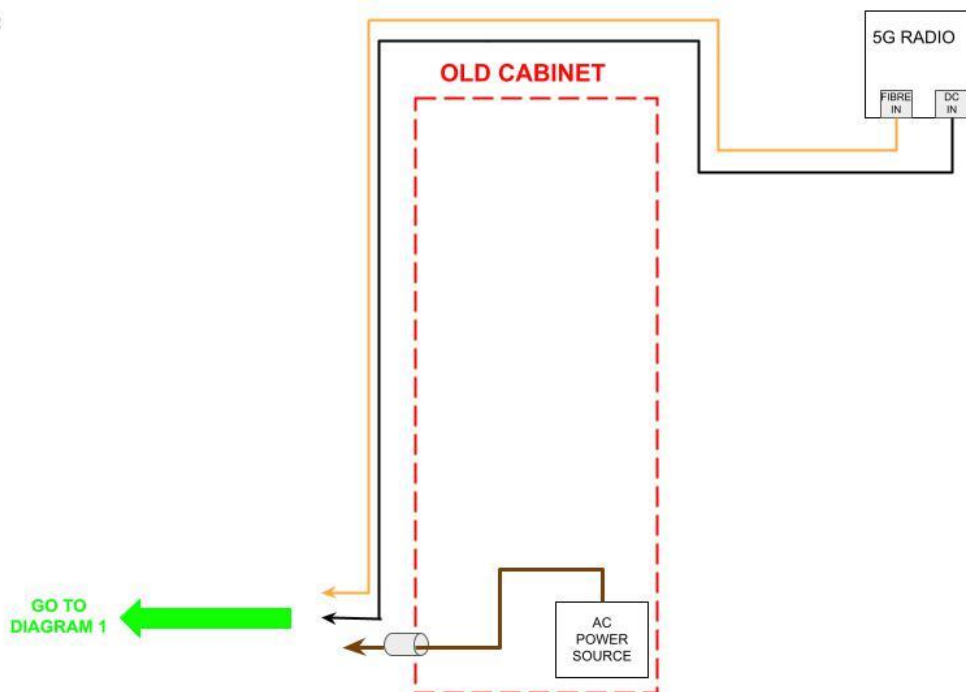 5G RADIO
OLD CABINET
FIBRE
IN
DC
IN
GO TO
DIAGRAM 1
AC
POWER
SOURCE